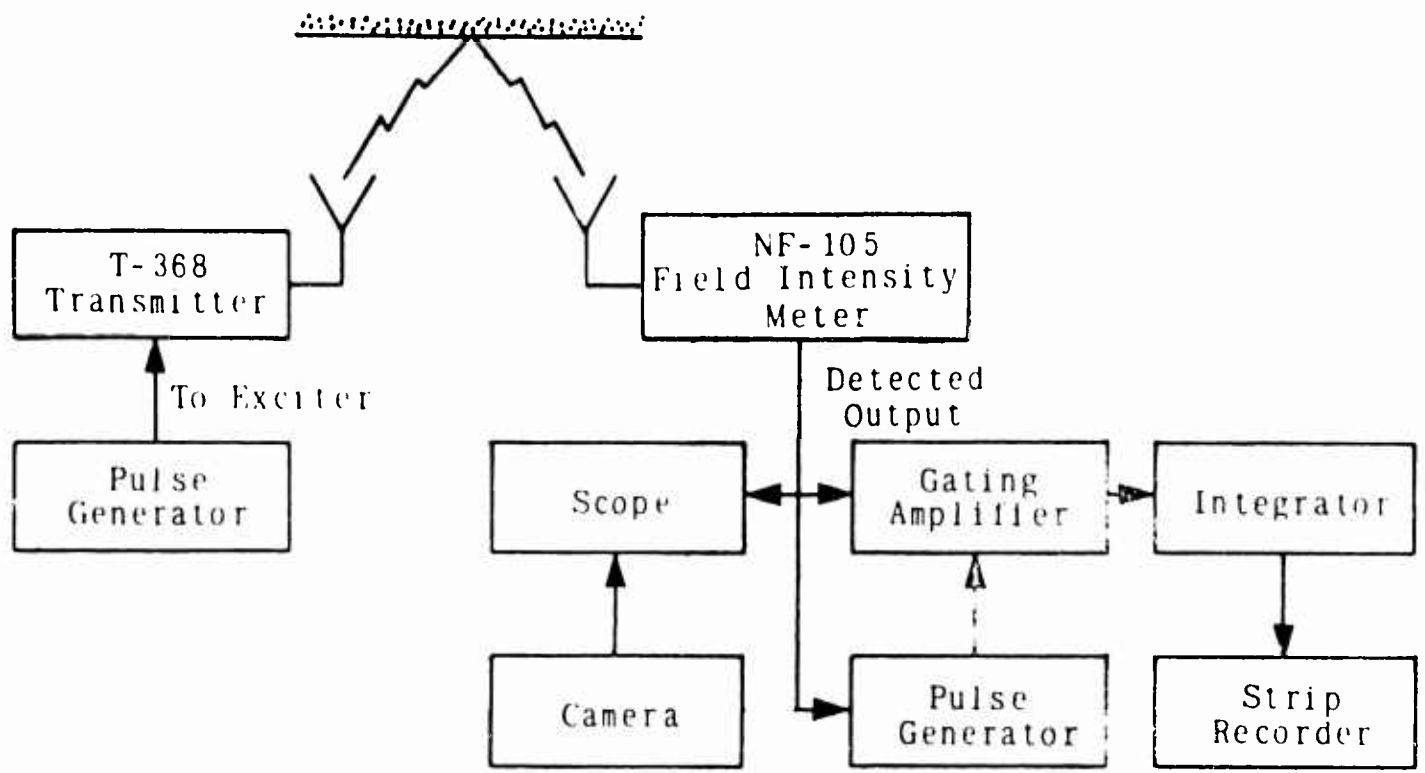 T-368
Transmitter
NF-105
Field Intensity
Meter
To Exciter
Detected
Output
Pulse
Generator
Scope
Gating
Amplifier
Integrator
Camera
Pulse
Generator
Strip
Recorder